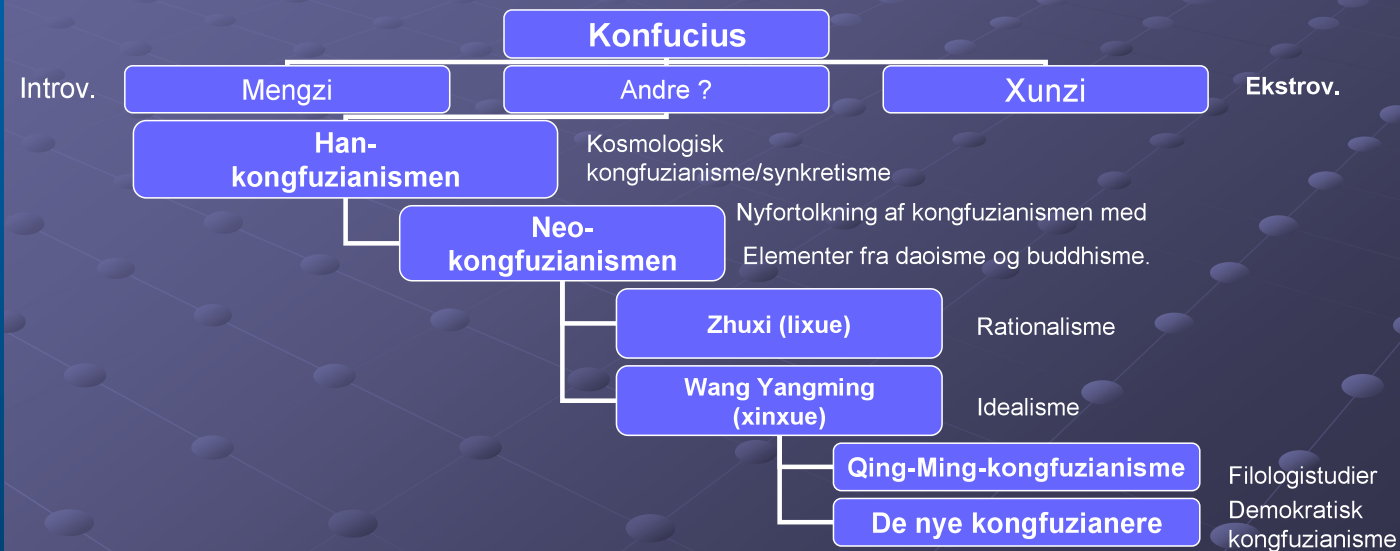 Konfucius
Introv.
Mengzi
Andre ?
Xunzi
Ekstrov.
Han-
kongfuzianismen
Kosmologisk
kongfuzianisme/synkretisme
Neo-
kongfuzianismen
Nyfortolkning af kongfuzianismen med
Elementer fra daoisme og buddhisme.
Zhuxi (lixue)
Rationalisme
Wang Yangming
(xinxue)
Idealisme
Qing-Ming-kongfuzianisme
Filologistudier
De nye kongfuzianere
Demokratisk
kongfuzianisme